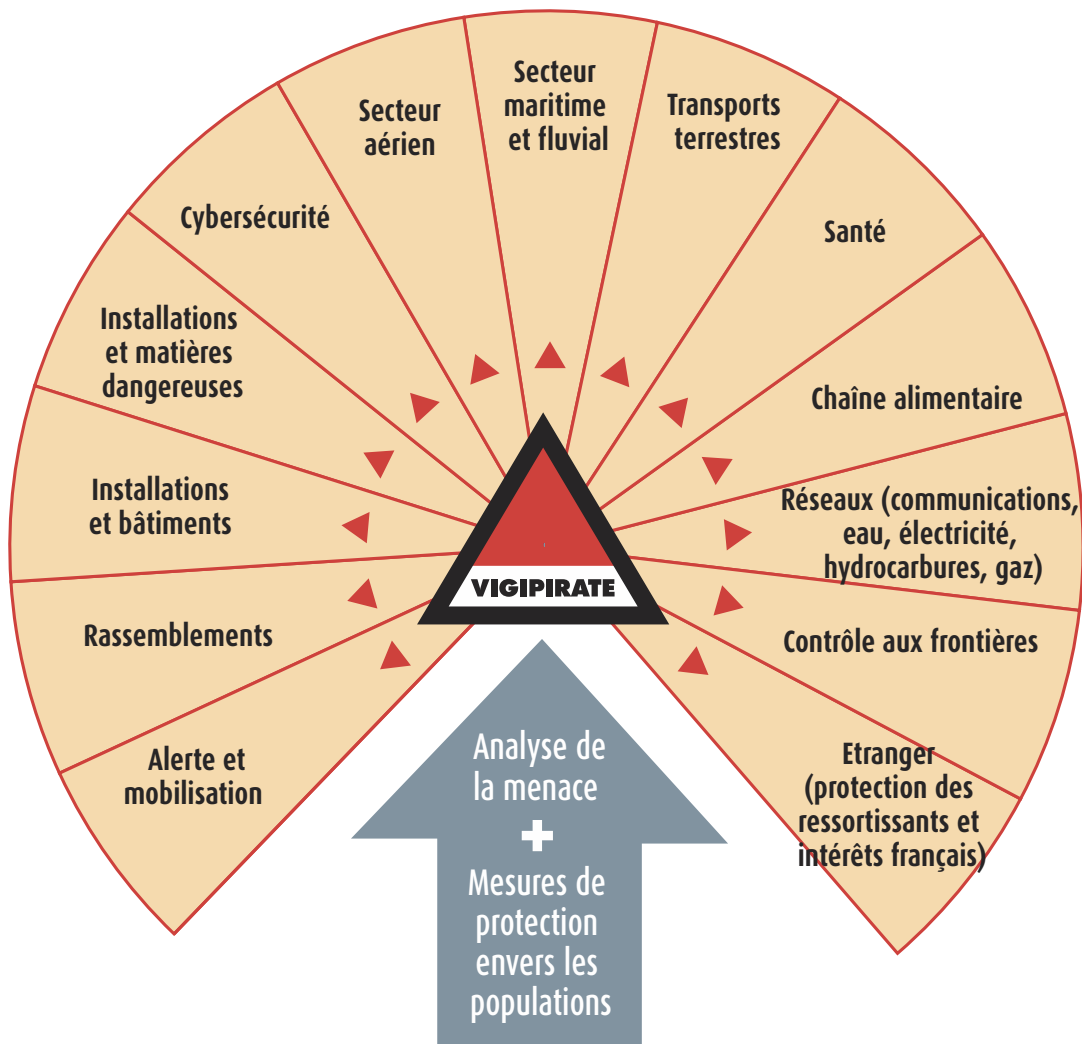 Secteur
maritime
et fluvial
Secteur
aérien
Transports
terrestres
Cybersécurité
Santé
Installations
et matières
dangereuses
Chaîne alimentaire
Installations
et bâtiments
Réseaux (communications,
eau, électricité,
hydrocarbures, gaz)
VIGIPIRATE
Rassemblements
Contrôle aux frontières
Alerte et
mobilisation
Etranger
(protection des
ressortissants et
intérêts français)
Analyse de
la menace
+
Mesures de
protection
envers les
populations